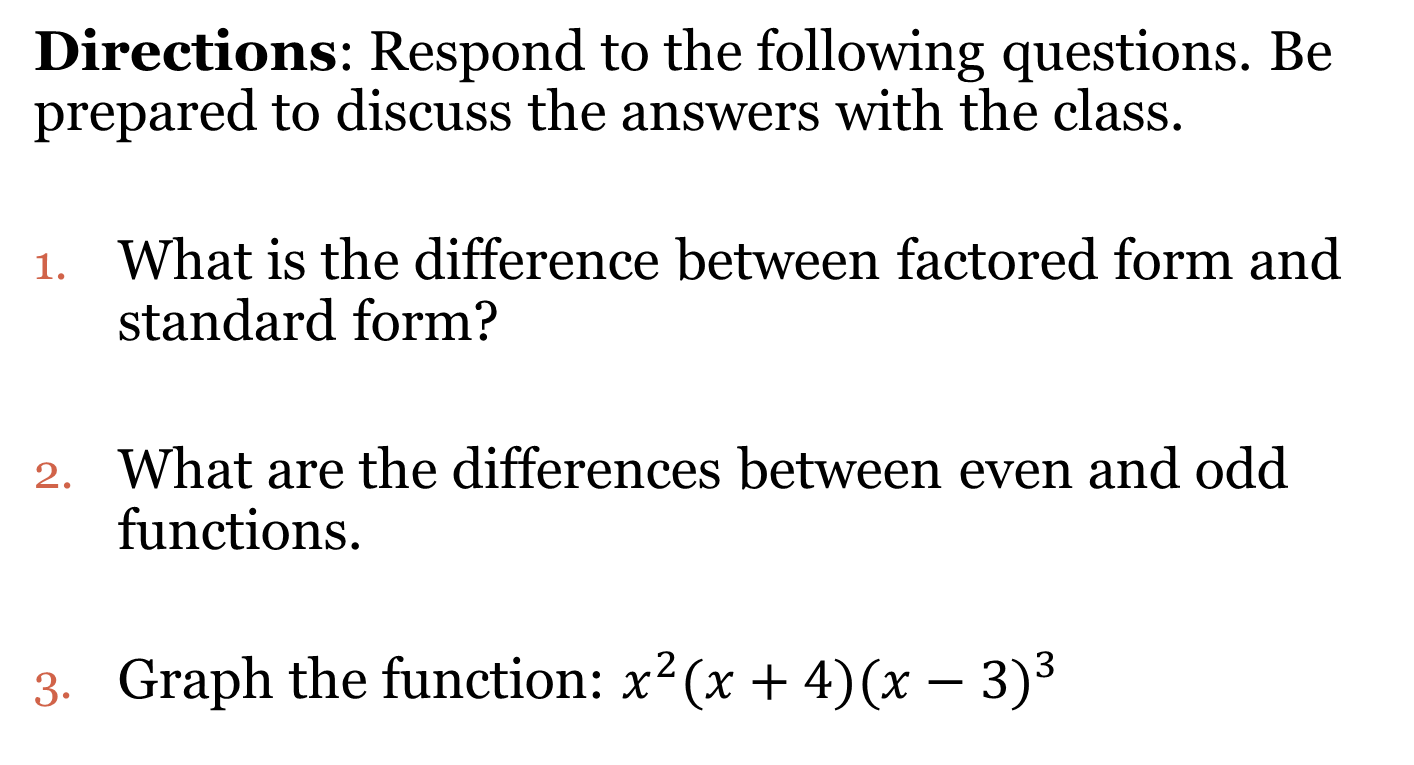 Directions: Respond to the following questions. Be
prepared to discuss the answers with the class.
1. What is the difference between factored form and
standard form?
2. What are the differences between even and odd
functions.
3. Graph the function: x²(x + 4)(x − 3)³